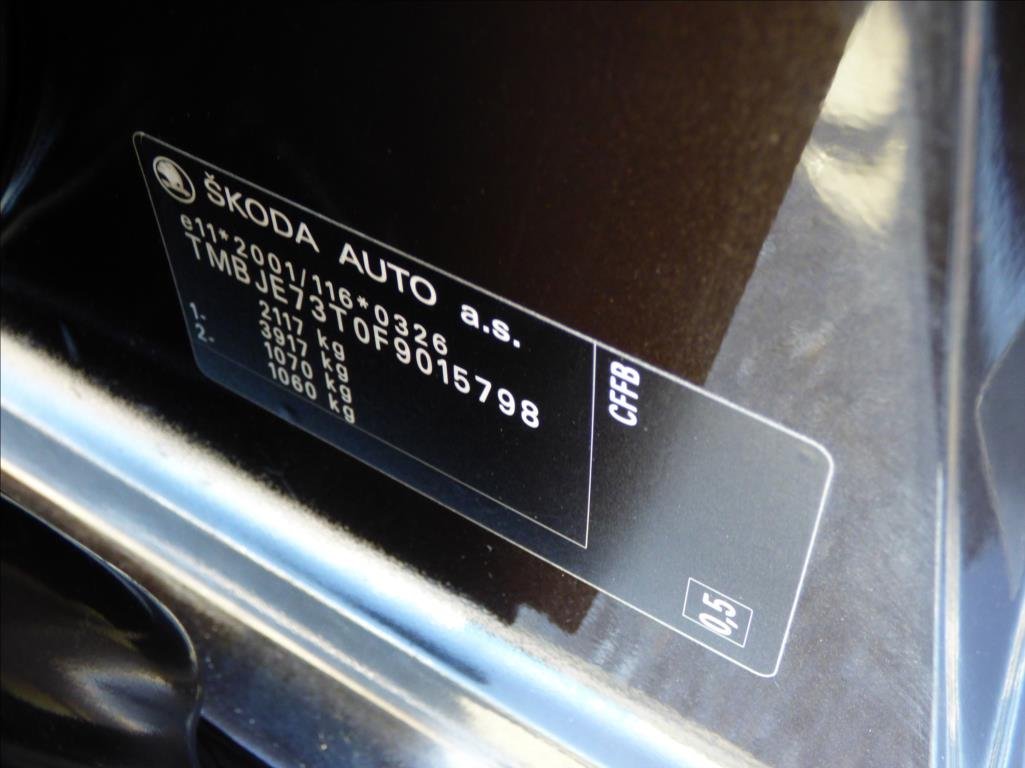 ŠKODA AUTO a.s.
e11*2001/116*0326
TMBJE73T0F9015798
2117 kg
3917 kg
1.- 1070 kg
2.- 1060 kg
CFFB
0,5